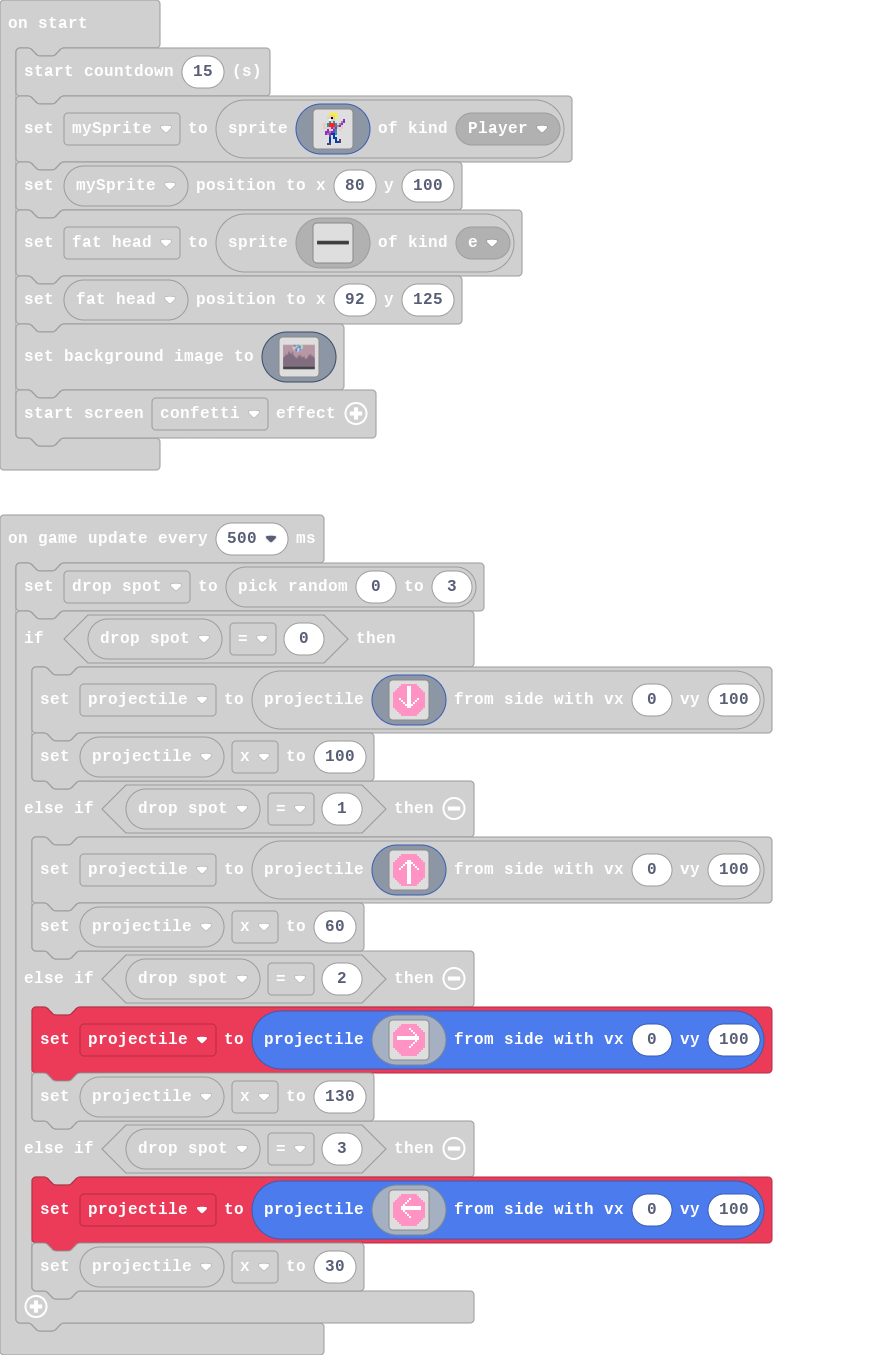 on start
start countdown 15 (s)
set mySprite to sprite of kind Player
set mySprite position to x 80 y 100
set fat head to sprite of kind e
set fat head position to x 92 y 125
set background image to
start screen confetti effect
on game update every 500 ms
set drop spot to pick random 0 to 3
if drop spot = 0 then
set projectile to projectile from side with vx 0 vy 100
set projectile x to 100
else if drop spot = 1 then
set projectile to projectile from side with vx 0 vy 100
set projectile x to 60
else if drop spot = 2 then
set projectile to projectile from side with vx 0 vy 100
set projectile x to 130
else if drop spot = 3 then
set projectile to projectile from side with vx 0 vy 100
set projectile x to 30